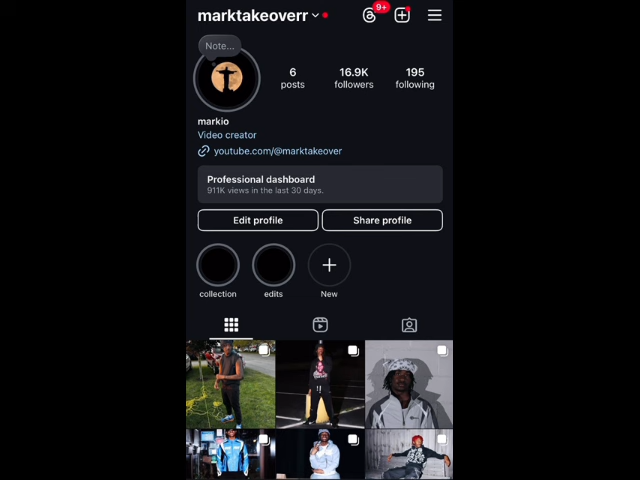 marktakeoverr
9+
Note...
6
posts
16.9K
followers
195
following
markio
Video creator
youtube.com/@marktakeover
Professional dashboard
911K views in the last 30 days.
Edit profile
Share profile
collection
edits
New